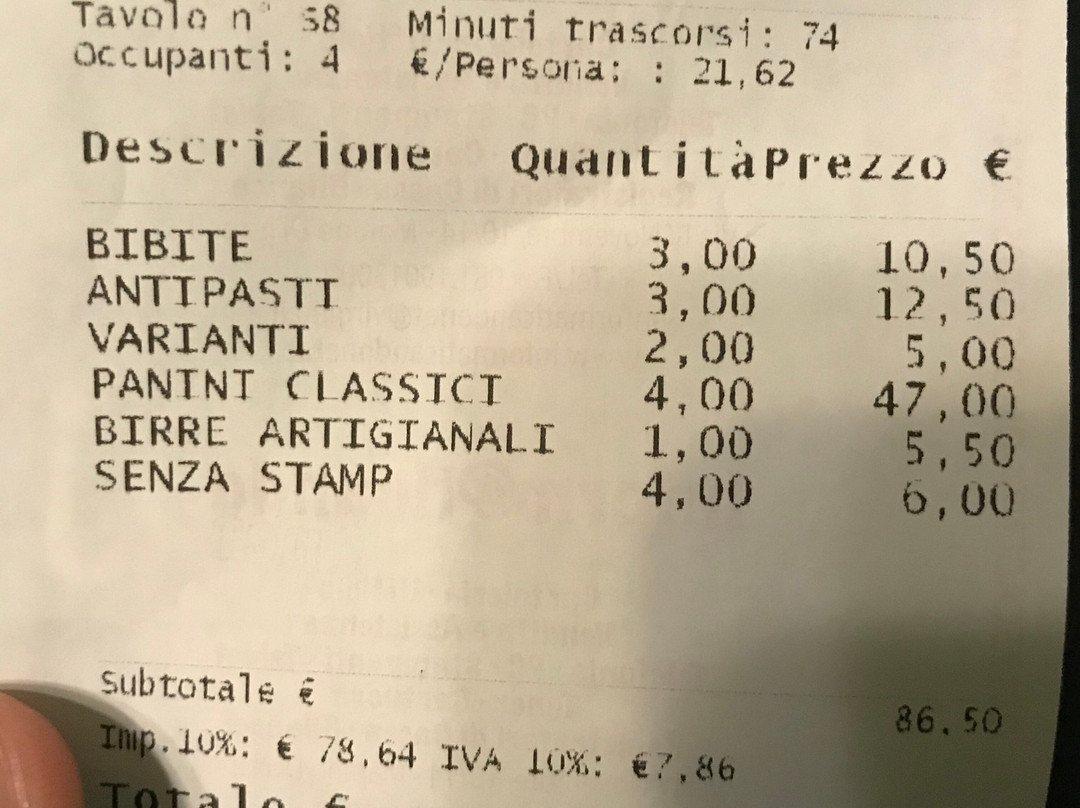 Tavolo n° 58 Minuti trascorsi: 74
Occupanti: 4 €/Persona: : 21,62
Descrizione QuantitàPrezzo €
BIBITE 3,00 10,50
ANTIPASTI 3,00 12,50
VARIANTI 2,00 5,00
PANINI CLASSICI 4,00 47,00
BIRRE ARTIGIANALI 1,00 5,50
SENZA STAMP 4,00 6,00
Subtotale € 86.50
Imp.10%: € 78,64 IVA 10%: €7,86
Totale €